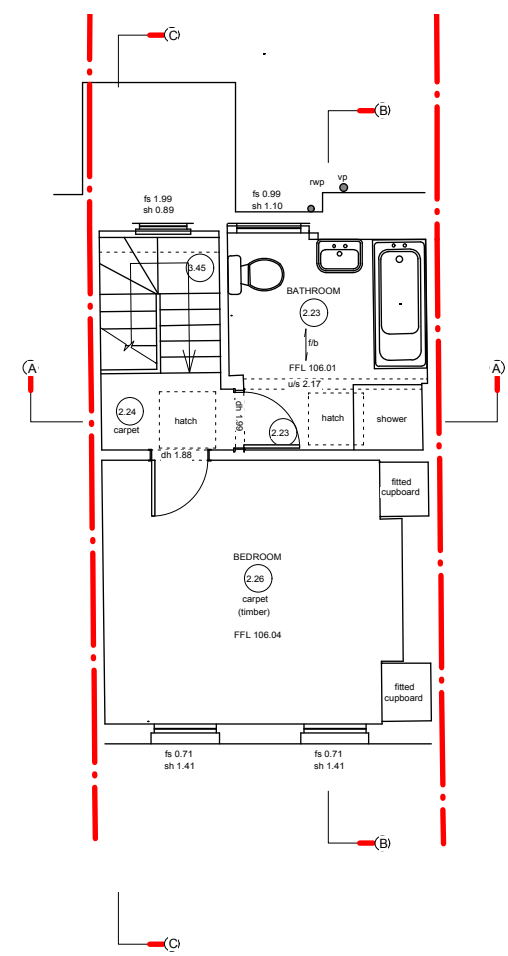 C
B
rwp
vp
fs 1.99
sh 0.89
fs 0.99
sh 1.10
3.45
BATHROOM
2.23
f/b
FFL 106.01
u/s 2.17
A
A
2.24
carpet
hatch
dh 1.99
2.23
hatch
shower
dh 1.88
fitted
cupboard
BEDROOM
2.26
carpet
(timber)
FFL 106.04
fitted
cupboard
fs 0.71
sh 1.41
fs 0.71
sh 1.41
B
C